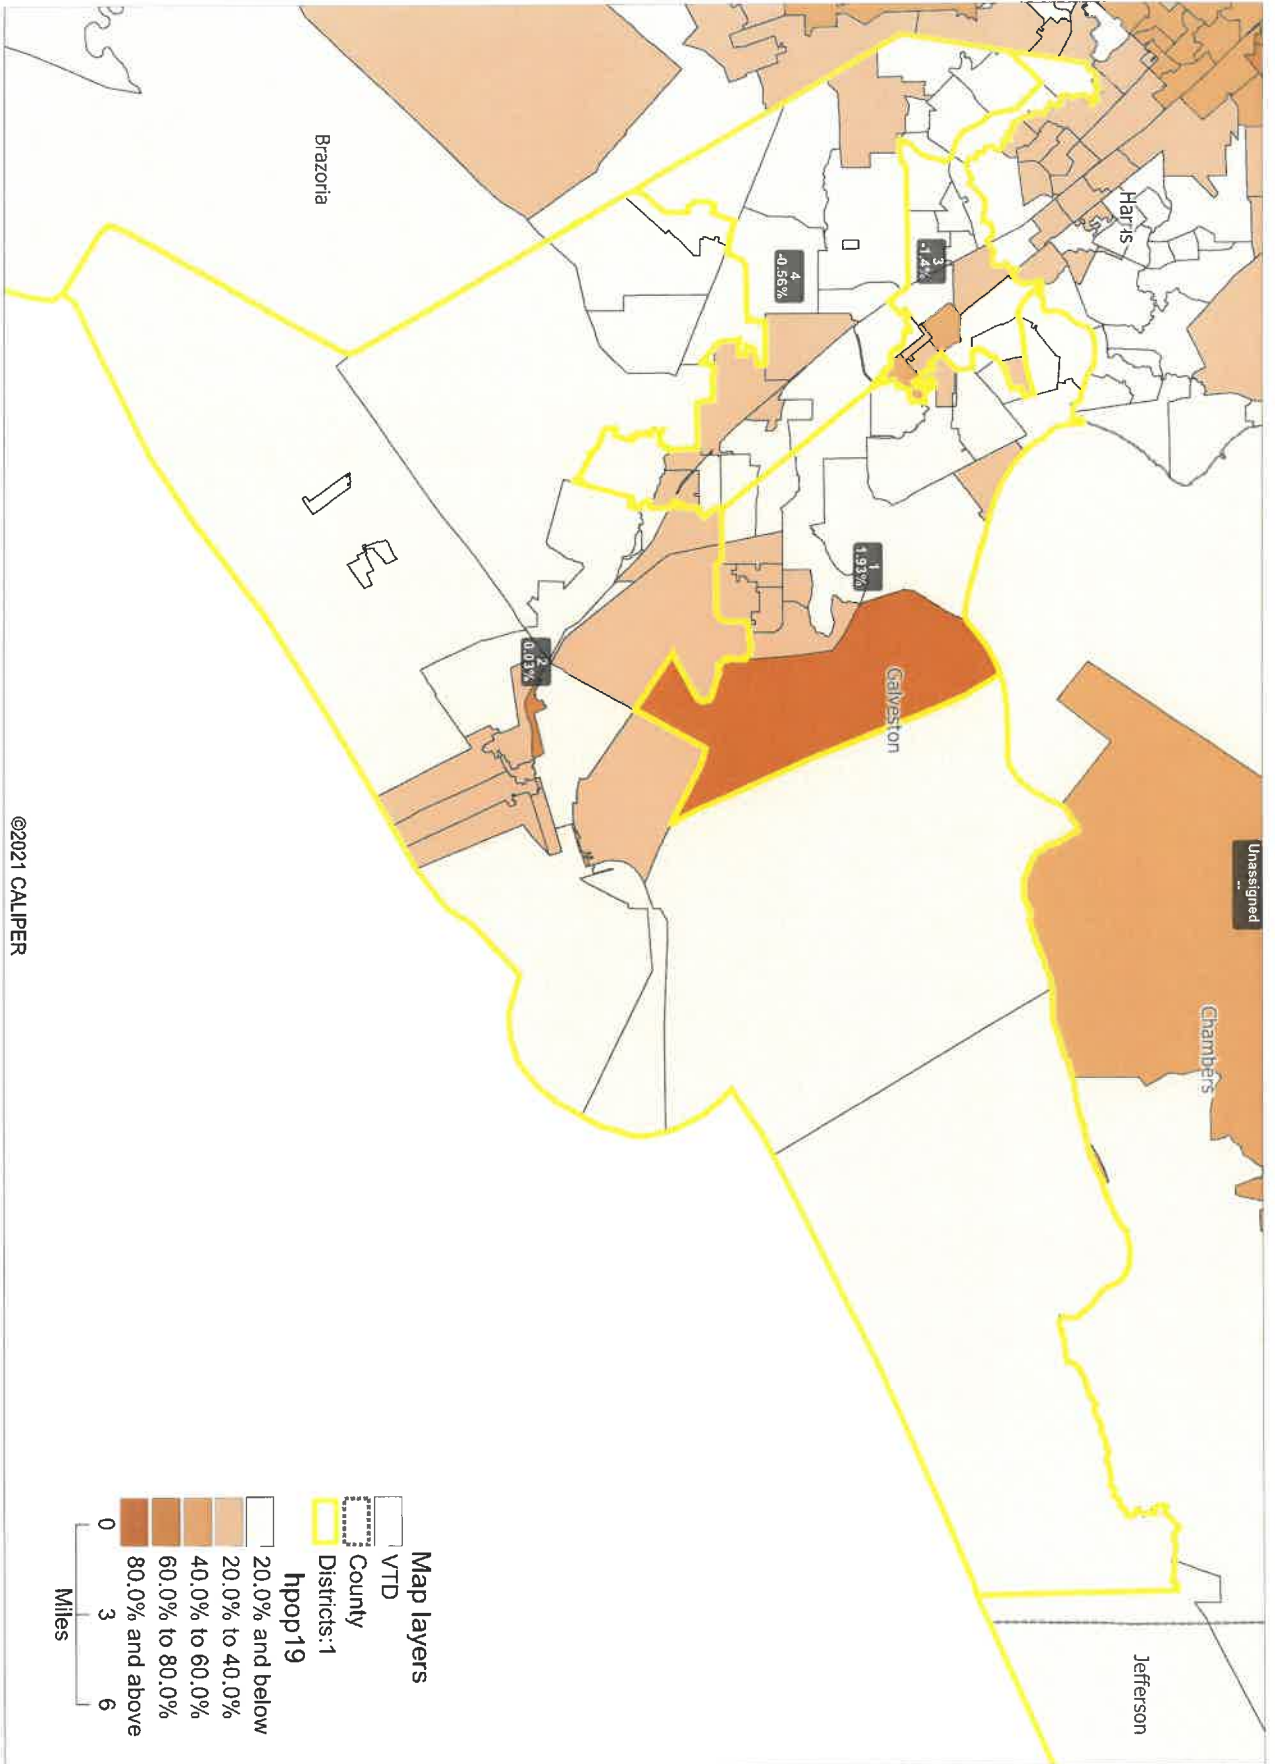 Unassigned
--
Harris
Chambers
Jefferson
Brazoria
Galveston
3
-1.4%
4
-0.56%
1
1.93%
2
0.03%
Map layers
VTD
County
Districts:1
hpop19
20.0% and below
20.0% to 40.0%
40.0% to 60.0%
60.0% to 80.0%
80.0% and above
0 3 6
Miles
©2021 CALIPER